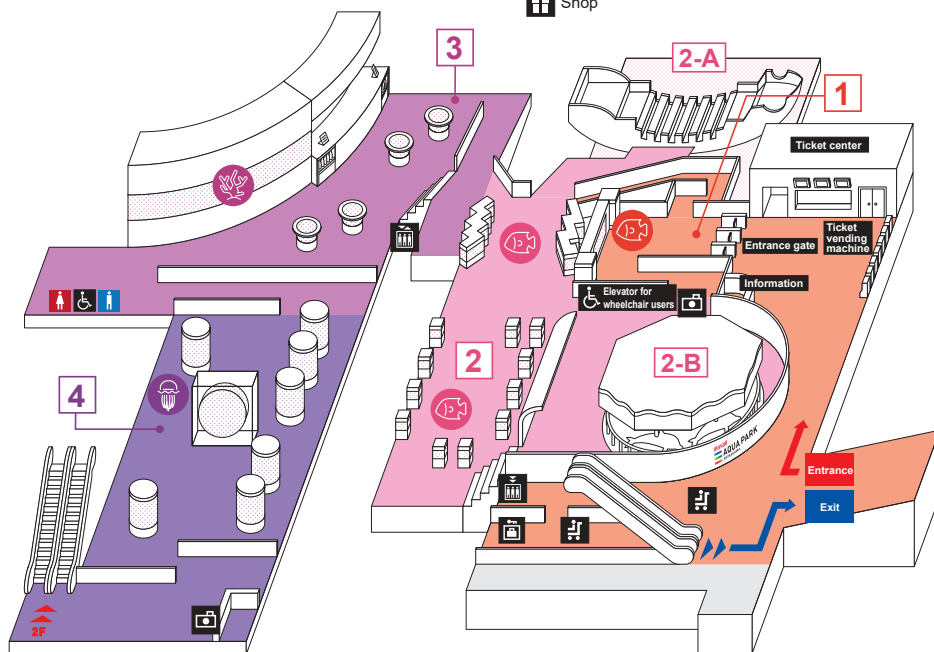 Shop
3
2-A
1
Ticket center
Entrance gate
Ticket
vending
machine
Information
Elevator for
wheelchair users
2
2-B
4
AQUA PARK
Entrance
Exit
2F